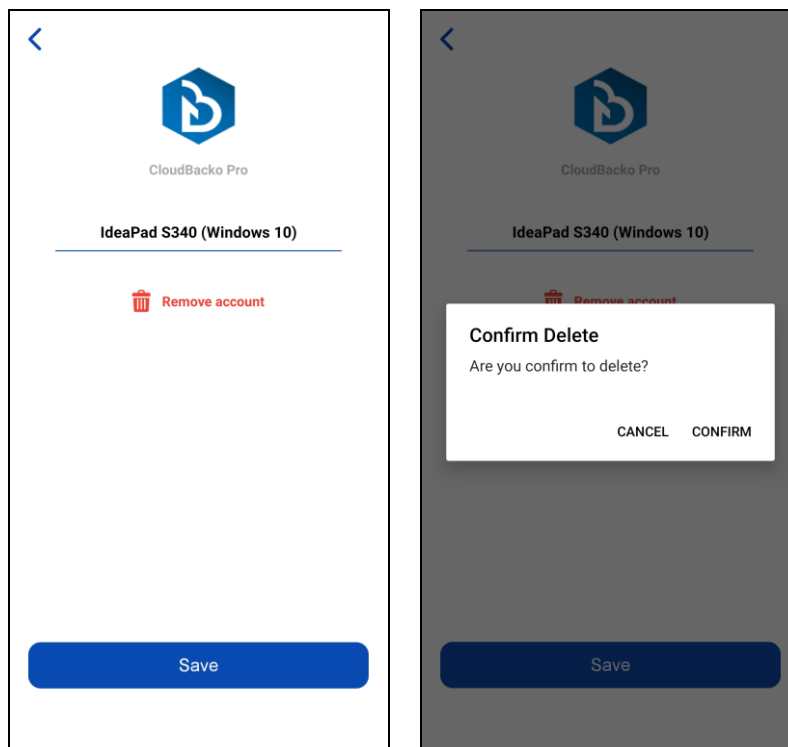 CloudBacko Pro
IdeaPad S340 (Windows 10)
Remove account
Save
CloudBacko Pro
IdeaPad S340 (Windows 10)
Remove account
Confirm Delete
Are you confirm to delete?
CANCEL CONFIRM
Save